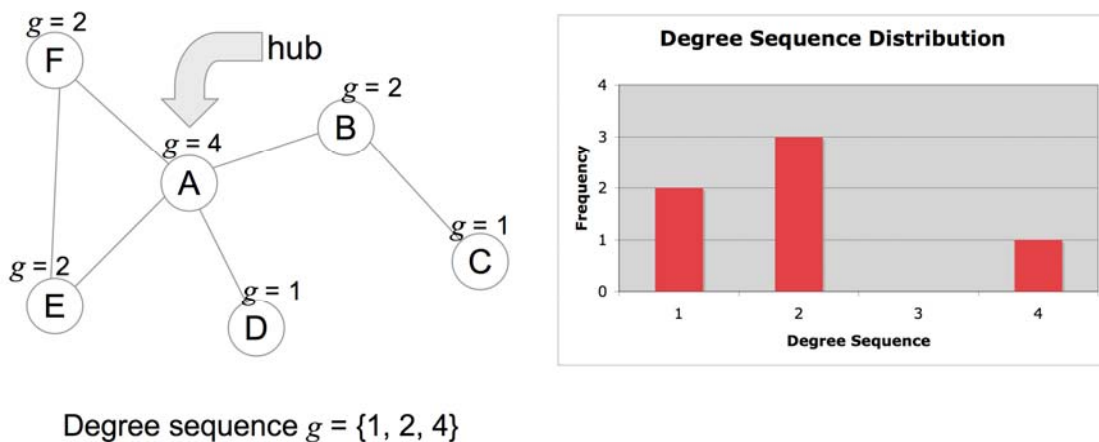 g = 2
F
hub
g = 4
A
g = 2
B
g = 1
C
g = 2
E
g = 1
D
Degree sequence g = {1, 2, 4}
Degree Sequence Distribution
Frequency
4
3
2
1
0
1 2 3 4
Degree Sequence